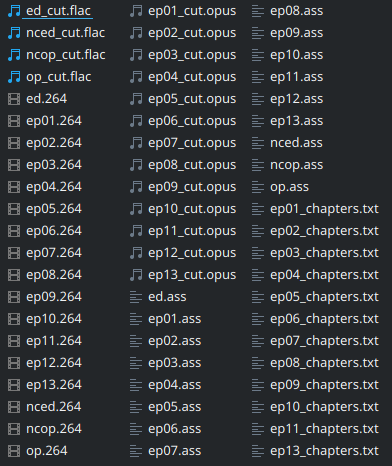 ed_cut.flac
nced_cut.flac
ncop_cut.flac
op_cut.flac
ed.264
ep01.264
ep02.264
ep03.264
ep04.264
ep05.264
ep06.264
ep07.264
ep08.264
ep09.264
ep10.264
ep11.264
ep12.264
ep13.264
nced.264
ncop.264
op.264
ep01_cut.opus
ep02_cut.opus
ep03_cut.opus
ep04_cut.opus
ep05_cut.opus
ep06_cut.opus
ep07_cut.opus
ep08_cut.opus
ep09_cut.opus
ep10_cut.opus
ep11_cut.opus
ep12_cut.opus
ep13_cut.opus
ed.ass
ep01.ass
ep02.ass
ep03.ass
ep04.ass
ep05.ass
ep06.ass
ep07.ass
ep08.ass
ep09.ass
ep10.ass
ep11.ass
ep12.ass
ep13.ass
nced.ass
ncop.ass
op.ass
ep01_chapters.txt
ep02_chapters.txt
ep03_chapters.txt
ep04_chapters.txt
ep05_chapters.txt
ep06_chapters.txt
ep07_chapters.txt
ep08_chapters.txt
ep09_chapters.txt
ep10_chapters.txt
ep11_chapters.txt
ep13_chapters.txt